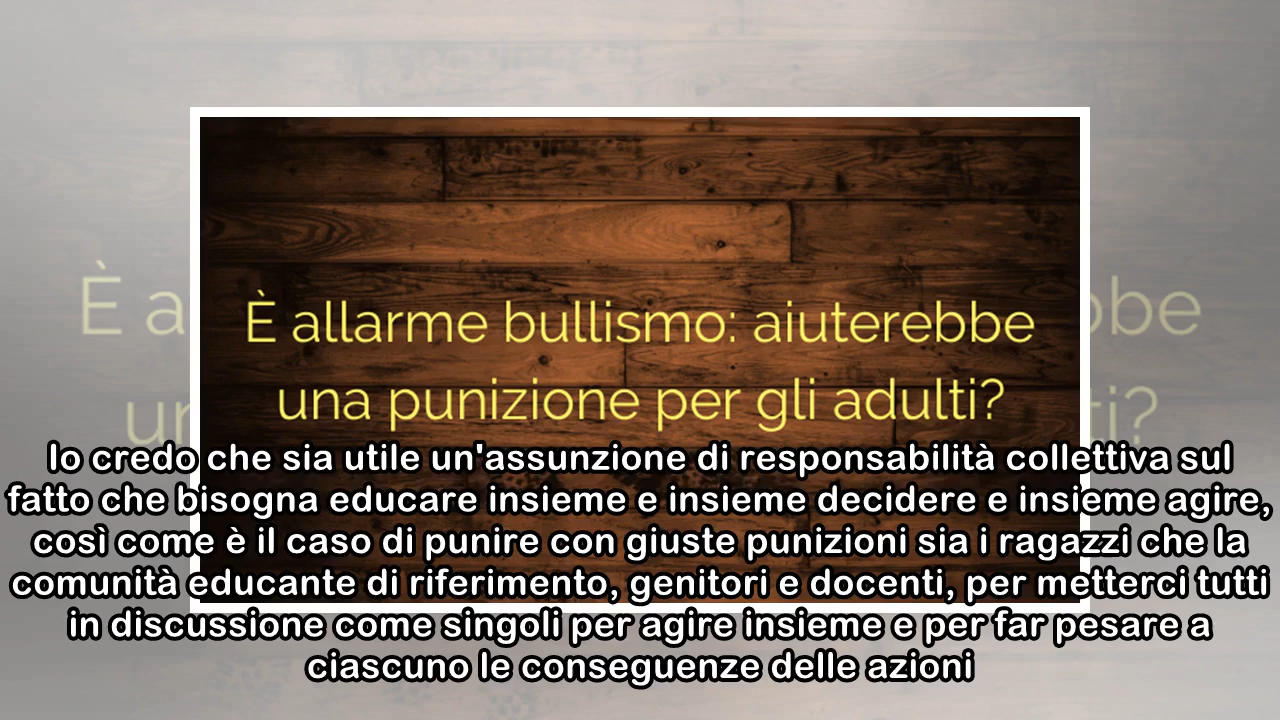 È allarme bullismo: aiuterebbe
una punizione per gli adulti?
Io credo che sia utile un'assunzione di responsabilità collettiva sul
fatto che bisogna educare insieme e insieme decidere e insieme agire,
così come è il caso di punire con giuste punizioni sia i ragazzi che la
comunità educante di riferimento, genitori e docenti, per metterci tutti
in discussione come singoli per agire insieme e per far pesare a
ciascuno le conseguenze delle azioni